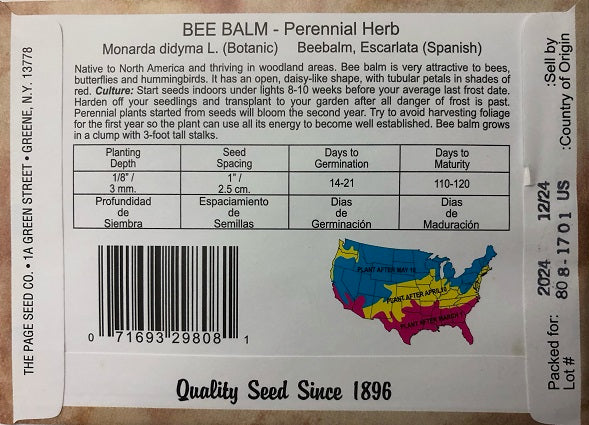 BEE BALM - Perennial Herb
Monarda didyma L. (Botanic) Beebalm, Escarlata (Spanish)
Native to North America and thriving in woodland areas. Bee balm is very attractive to bees,
butterflies and hummingbirds. It has an open, daisy-like shape, with tubular petals in shades of
red. Culture: Start seeds indoors under lights 8-10 weeks before your average last frost date.
Harden off your seedlings and transplant to your garden after all danger of frost is past.
Perennial plants started from seeds will bloom the second year. Try to avoid harvesting foliage
for the first year so the plant can use all its energy to become well established. Bee balm grows
in a clump with 3-foot tall stalks.
Planting Depth
Seed Spacing
Days to Germination
Days to Maturity
1/8" / 3 mm.
1" / 2.5 cm.
14-21
110-120
Profundidad de Siembra
Espaciamiento de Semillas
Dias de Germinación
Dias de Maduración
0 71693 29808 1
PLANT AFTER MAY 10
PLANT AFTER APRIL 10
PLANT AFTER MARCH 1
Quality Seed Since 1896
THE PAGE SEED CO. • 1A GREEN STREET • GREENE, N.Y. 13778
Packed for: 2024 12/24 :Sell by
Lot # 80 8-17 0 1 US :Country of Origin